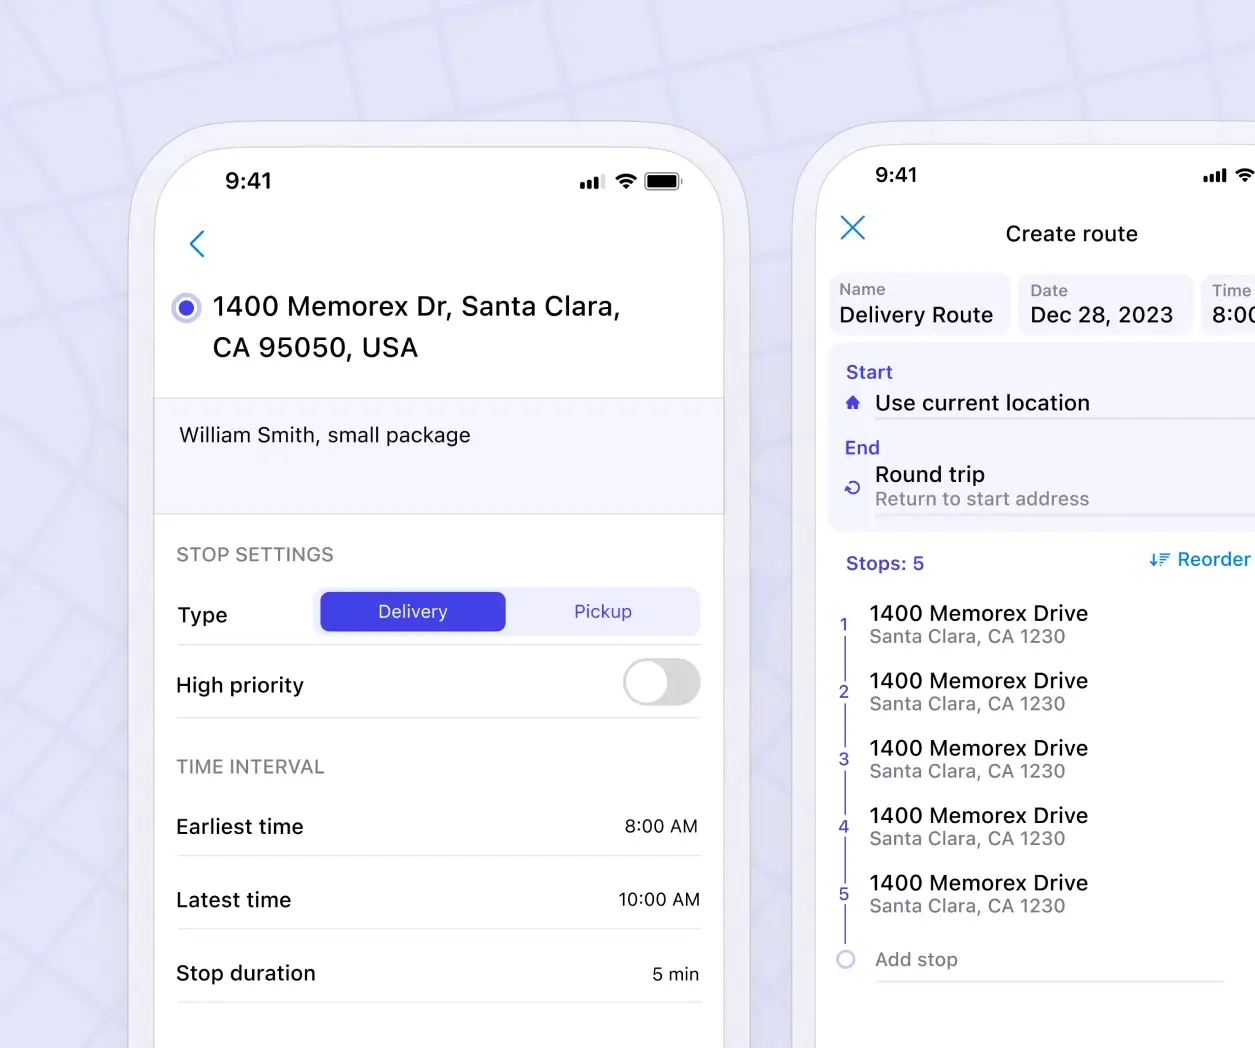 9:41
1400 Memorex Dr, Santa Clara,
CA 95050, USA
William Smith, small package
STOP SETTINGS
Type
Delivery
Pickup
High priority
TIME INTERVAL
Earliest time
8:00 AM
Latest time
10:00 AM
Stop duration
5 min
9:41
Create route
Name
Delivery Route
Date
Dec 28, 2023
Time
Start
Use current location
End
Round trip
Return to start address
Stops: 5
Reorder
1
1400 Memorex Drive
Santa Clara, CA 1230
2
1400 Memorex Drive
Santa Clara, CA 1230
3
1400 Memorex Drive
Santa Clara, CA 1230
4
1400 Memorex Drive
Santa Clara, CA 1230
5
1400 Memorex Drive
Santa Clara, CA 1230
Add stop